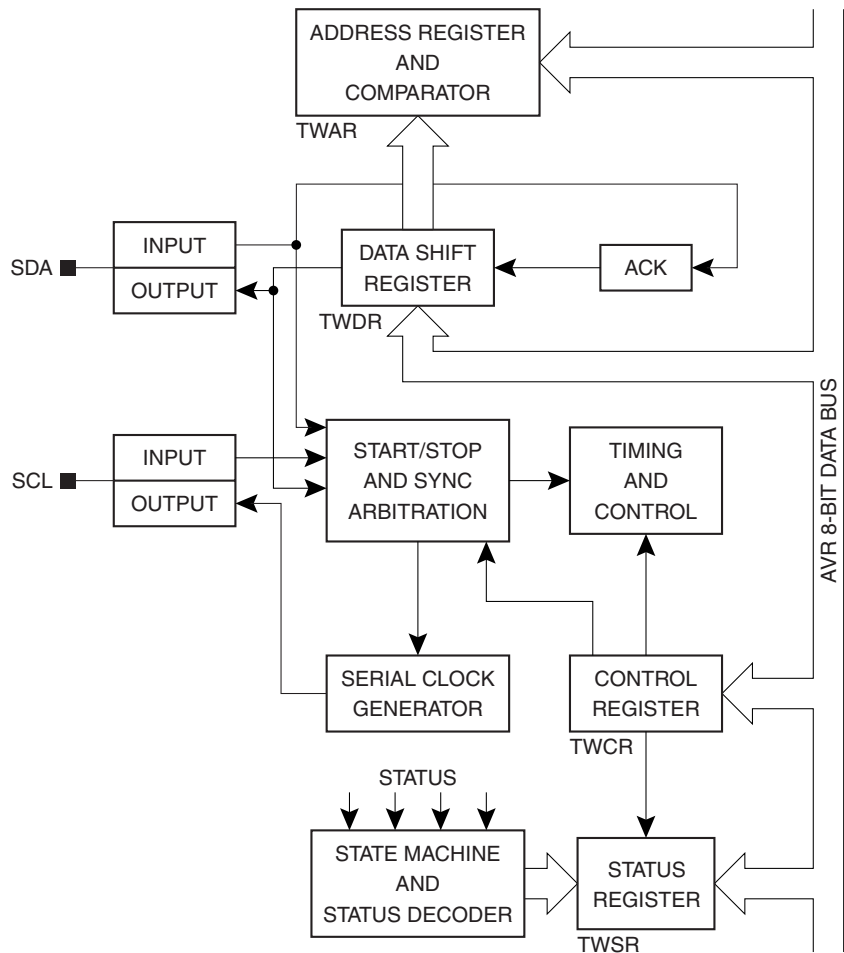 ADDRESS REGISTER
AND
COMPARATOR
TWAR
SDA
INPUT
OUTPUT
DATA SHIFT
REGISTER
TWDR
ACK
SCL
INPUT
OUTPUT
START/STOP
AND SYNC
ARBITRATION
TIMING
AND
CONTROL
AVR 8-BIT DATA BUS
SERIAL CLOCK
GENERATOR
CONTROL
REGISTER
TWCR
STATUS
STATE MACHINE
AND
STATUS DECODER
STATUS
REGISTER
TWSR